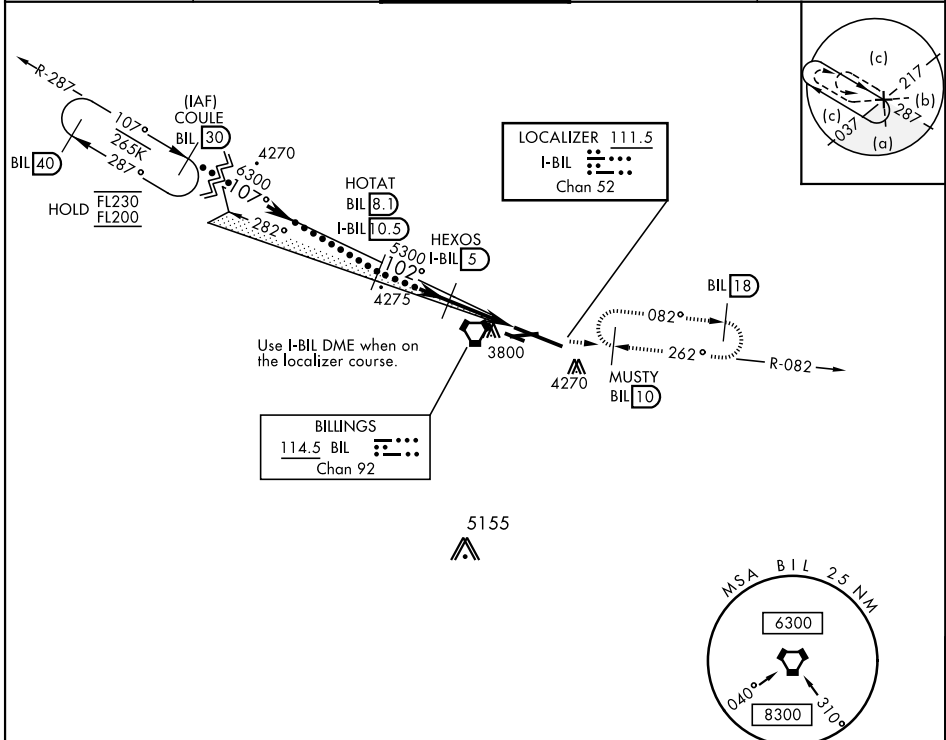 R-287
107°
265K
287°
BIL 40
HOLD FL230
FL200
(IAF)
COULE
BIL 30
4270
6300
107°
282°
HOTAT
BIL 8.1
I-BIL 10.5
5300
102°
4275
HEXOS
I-BIL 5
LOCALIZER 111.5
I-BIL
Chan 52
Use I-BIL DME when on
the localizer course.
3800
4270
082°
262°
BIL 18
MUSTY
BIL 10
R-082
BILLINGS
114.5 BIL
Chan 92
5155
(c)
217
(b)
287
(c)
037
(a)
MSA BIL 25 NM
6300
040°
310°
8300